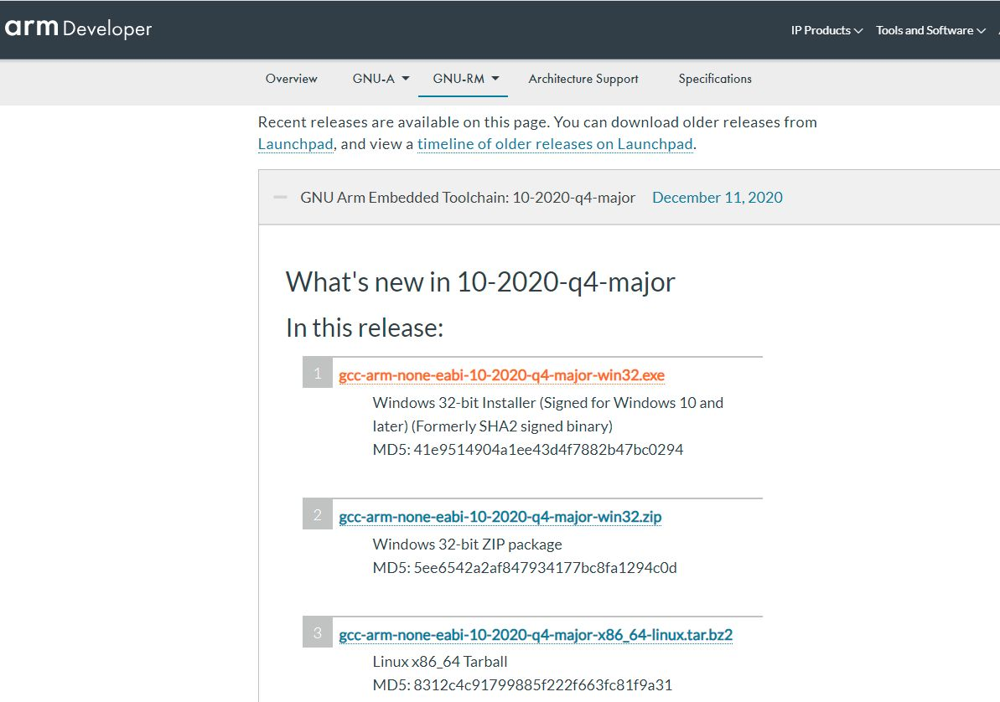 arm Developer
IP Products Tools and Software
Overview GNU-A GNU-RM Architecture Support Specifications
Recent releases are available on this page. You can download older releases from
Launchpad, and view a timeline of older releases on Launchpad.
GNU Arm Embedded Toolchain: 10-2020-q4-major December 11, 2020
What's new in 10-2020-q4-major
In this release:
1 gcc-arm-none-eabi-10-2020-q4-major-win32.exe
Windows 32-bit Installer (Signed for Windows 10 and
later) (Formerly SHA2 signed binary)
MD5: 41e9514904a1ee43d4f7882b47bc0294
2 gcc-arm-none-eabi-10-2020-q4-major-win32.zip
Windows 32-bit ZIP package
MD5: 5ee6542a2af847934177bc8fa1294c0d
3 gcc-arm-none-eabi-10-2020-q4-major-x86_64-linux.tar.bz2
Linux x86_64 Tarball
MD5: 8312c4c91799885f222f663fc81f9a31